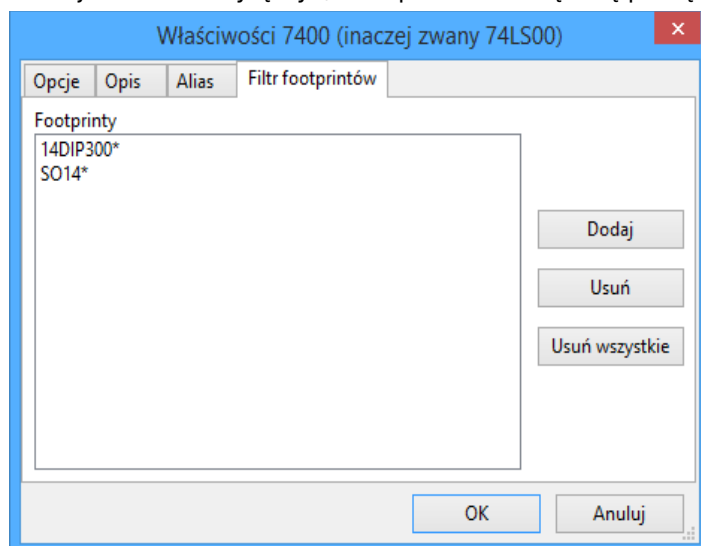 Właściwości 7400 (inaczej zwany 74LS00)
Opcje Opis Alias Filtr footprintów
Footprinty
14DIP300*
SO14*
Dodaj
Usuń
Usuń wszystkie
OK Anuluj